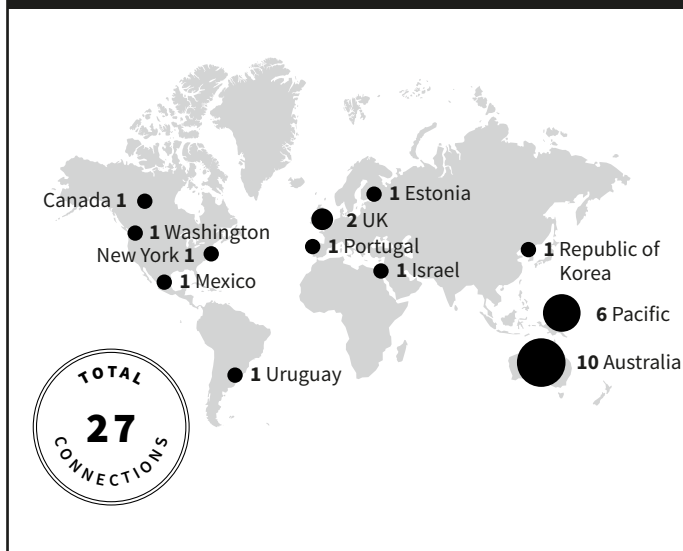 Canada 1
1 Estonia
2 UK
1 Washington
New York 1
1 Portugal
1 Republic of
Korea
1 Israel
1 Mexico
6 Pacific
10 Australia
1 Uruguay
TOTAL
27
CONNECTIONS